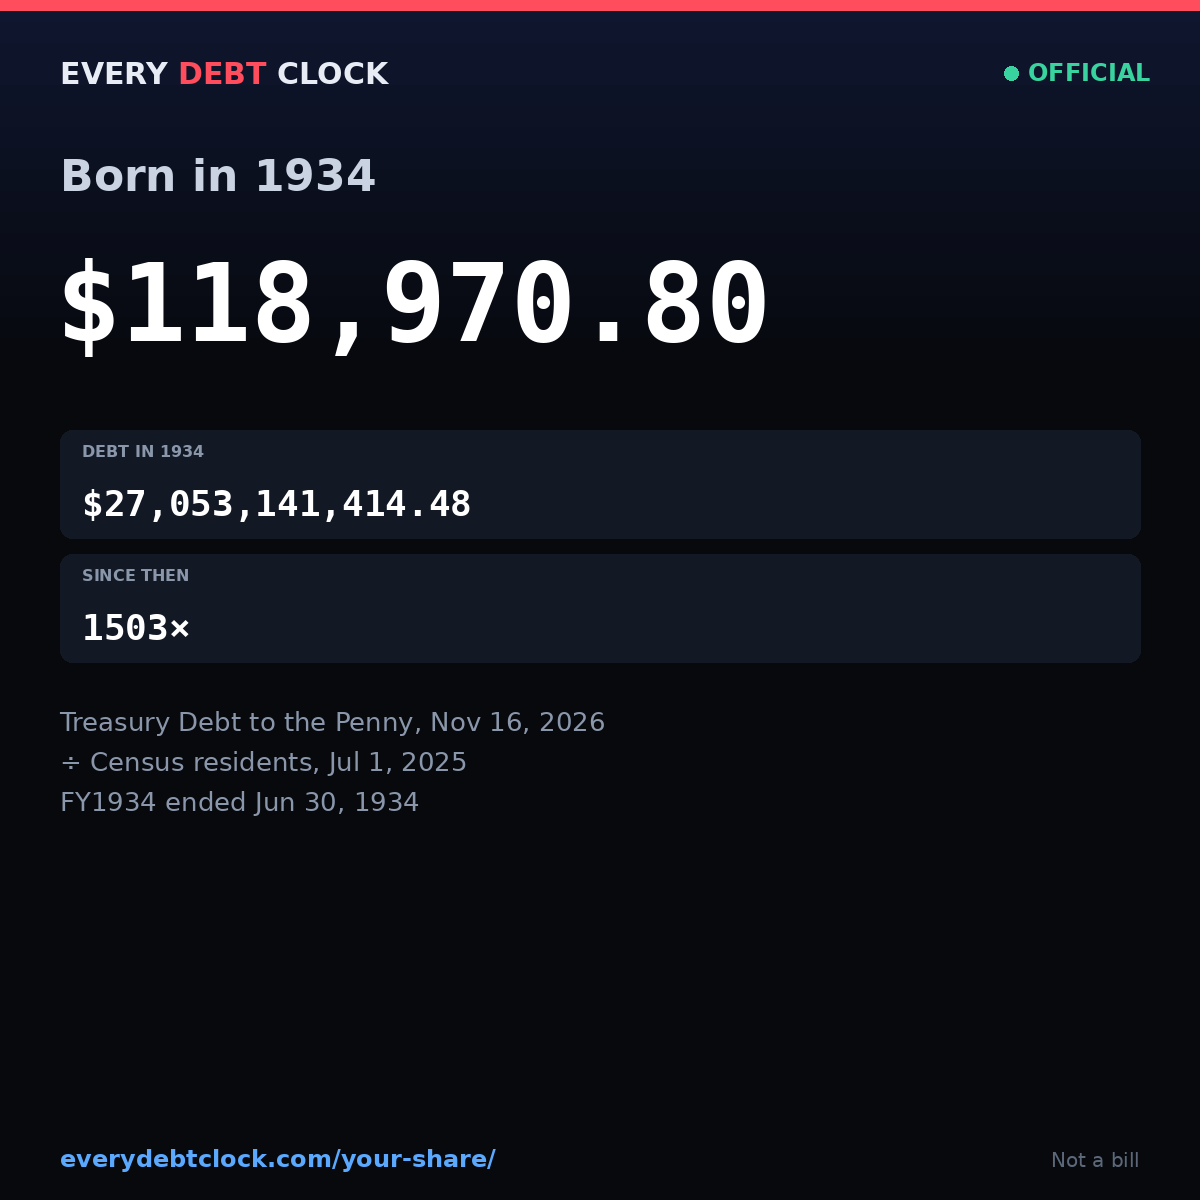 EVERY DEBT CLOCK
OFFICIAL
Born in 1934
$118,970.80
DEBT IN 1934
$27,053,141,414.48
SINCE THEN
1503×
Treasury Debt to the Penny, Nov 16, 2026
÷ Census residents, Jul 1, 2025
FY1934 ended Jun 30, 1934
everydebtclock.com/your-share/
Not a bill